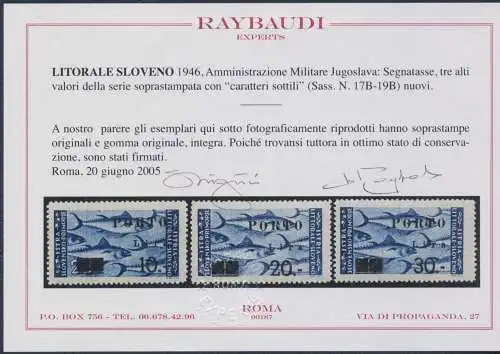 RAYBAUDI
EXPERTS
LITORALE SLOVENO 1946, Amministrazione Militare Jugoslava: Segnatasse, tre alti
valori della serie soprastampata con “caratteri sottili” (Sass. N. 17B-19B) nuovi.
A nostro parere gli esemplari qui sotto fotograficamente riprodotti hanno soprastampe
originali e gomma originale, integra. Poiché trovansi tuttora in ottimo stato di conserva-
zione, sono stati firmati.
Roma, 20 giugno 2005
PORTO PORTO PORTO
Lira Lira Lira
10.- 20.- 30.-
ROMA
00187
P.O. BOX 756 - TEL. 06.678.42.96 VIA DI PROPAGANDA, 27